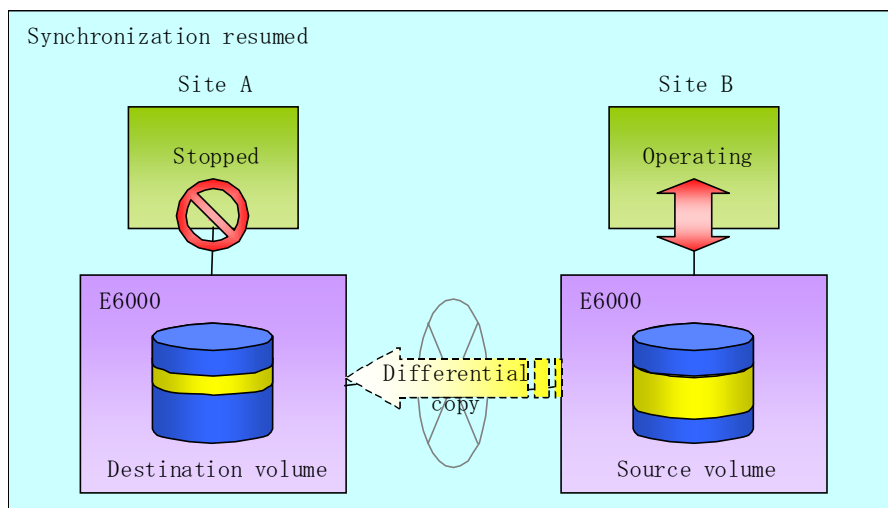 Synchronization resumed
Site A
Site B
Stopped
Operating
E6000
E6000
Differential
copy
Destination volume
Source volume